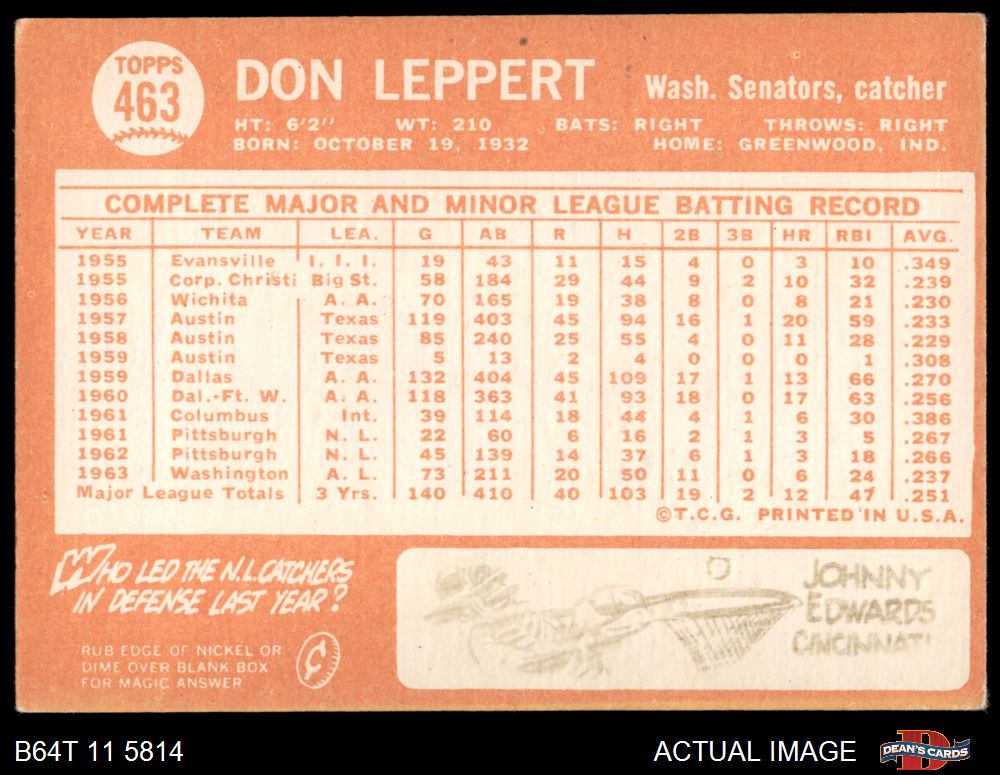 TOPPS
463
DON LEPPERT
Wash. Senators, catcher
HT: 6'2" WT: 210 BATS: RIGHT THROWS: RIGHT
BORN: OCTOBER 19, 1932 HOME: GREENWOOD, IND.
COMPLETE MAJOR AND MINOR LEAGUE BATTING RECORD
YEAR TEAM LEA. G AB R H 2B 3B HR RBI AVG.
1955 Evansville I. I. I. 19 43 11 15 4 0 3 10 .349
1955 Corp. Christi Big St. 58 184 29 44 9 2 10 32 .239
1956 Wichita A. A. 70 165 19 38 8 0 8 21 .230
1957 Austin Texas 119 403 45 94 16 1 20 59 .233
1958 Austin Texas 85 240 25 55 4 0 11 28 .229
1959 Austin Texas 5 13 2 4 0 0 0 1 .308
1959 Dallas A. A. 132 404 45 109 17 1 13 66 .270
1960 Dal.-Ft. W. A. A. 118 363 41 93 18 0 17 63 .256
1961 Columbus Int. 39 114 18 44 4 1 6 30 .386
1961 Pittsburgh N. L. 22 60 6 16 2 1 3 5 .267
1962 Pittsburgh N. L. 45 139 14 37 6 1 3 18 .266
1963 Washington A. L. 73 211 20 50 11 0 6 24 .237
Major League Totals 3 Yrs. 140 410 40 103 19 2 12 47 .251
©T.C.G. PRINTED IN U.S.A.
WHO LED THE N.L. CATCHERS
IN DEFENSE LAST YEAR?
RUB EDGE OF NICKEL OR
DIME OVER BLANK BOX
FOR MAGIC ANSWER
¢
JOHNNY
EDWARDS
CINCINNATI
B64T 11 5814
ACTUAL IMAGE
D
DEAN'S CARDS